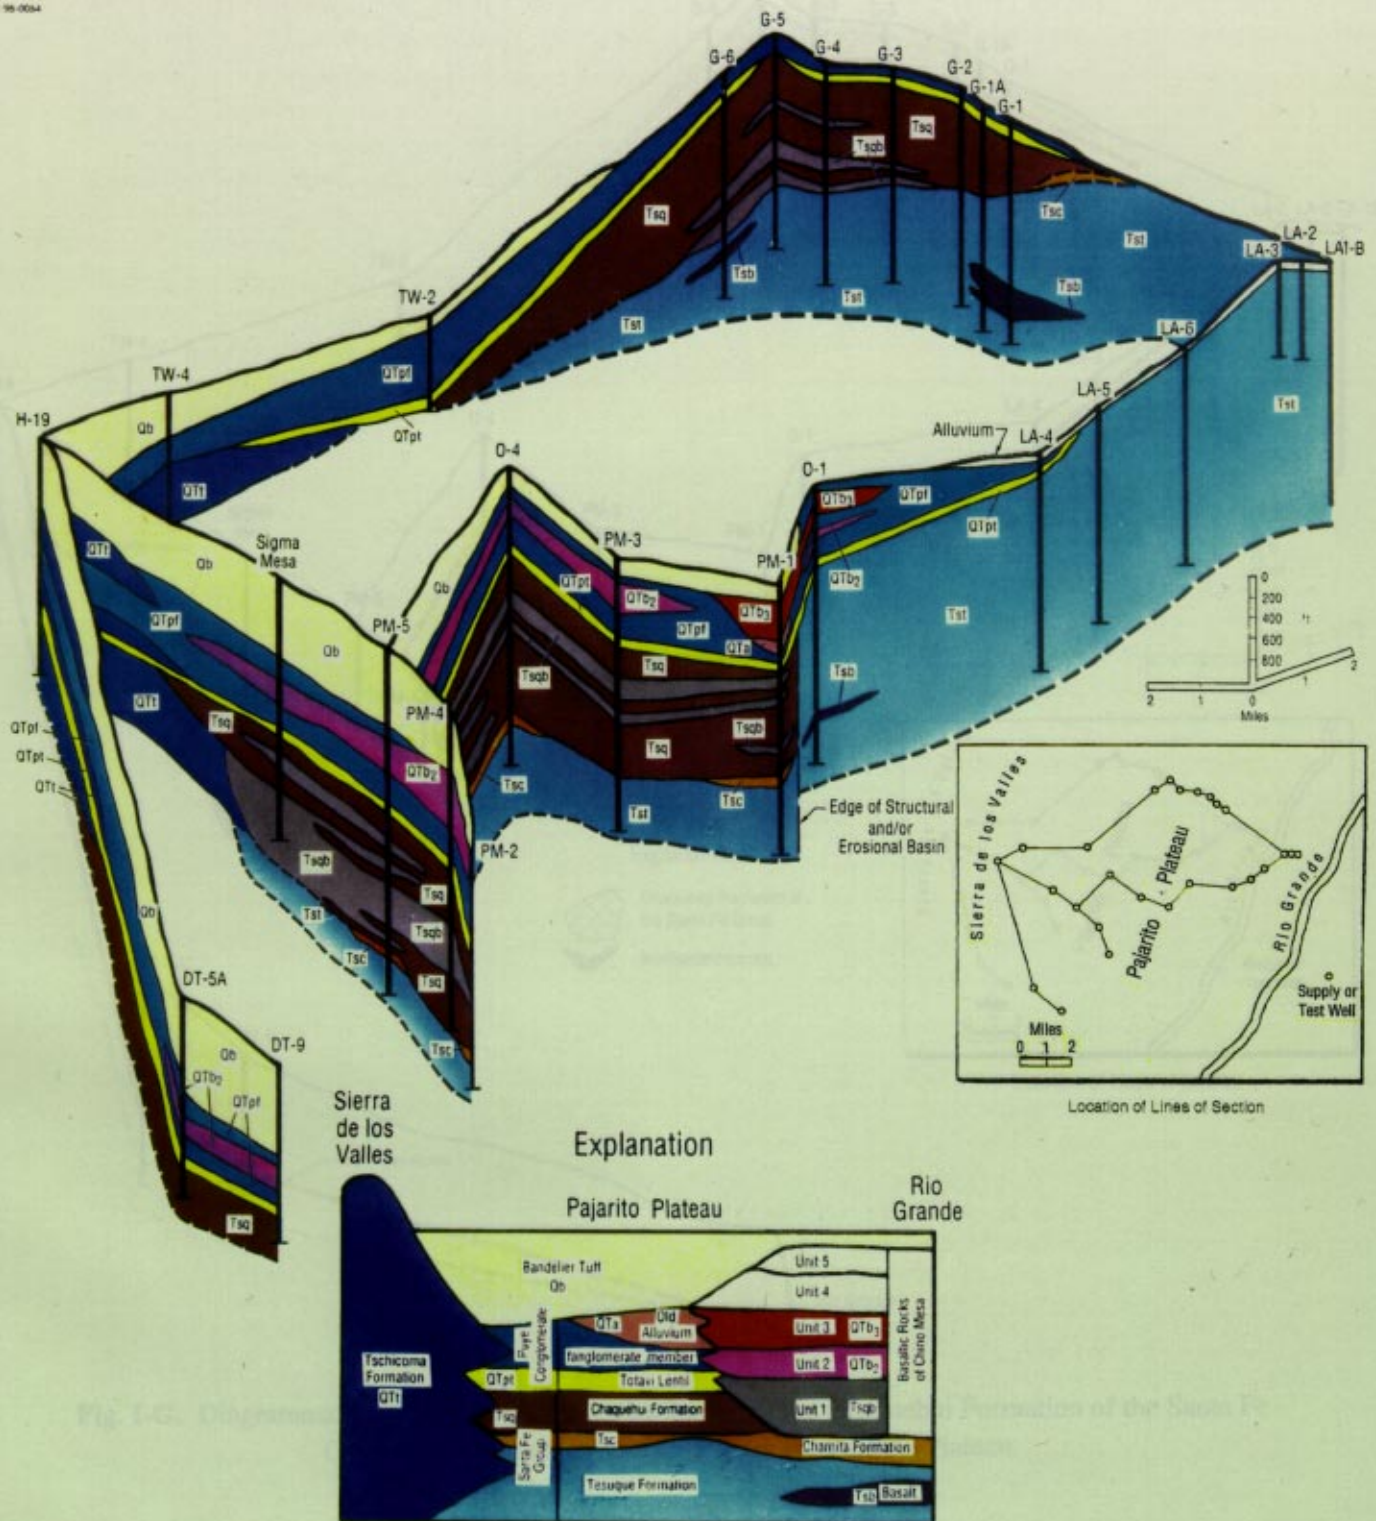 G-5
G-6
G-4
G-3
G-2
G-1A
G-1
Tsq
Tsqb
Tsq
Tsc
Tst
Tsb
Tst
Tsb
Tst
LA-2
LA-3
LA1-B
LA-6
LA-5
Tst
TW-2
TW-4
H-19
Qb
QTpf
QTpt
QTt
Alluvium
LA-4
O-4
O-1
QTb3
QTpf
QTpt
QTb2
Sigma
Mesa
PM-3
PM-1
Qb
QTt
QTpf
Qb
PM-5
Qb
QTpt
QTb2
QTb3
QTpf
QTa
Tsq
Tsqb
Tst
Tsb
QTt
Tsq
PM-4
QTb2
Tsc
Tsq
Tsqb
Tst
Tsc
Edge of Structural
and/or
Erosional Basin
PM-2
0
200
400
600
800
2
1
0
1
2
Miles
QTpf
QTpt
QTt
Tsqb
Tst
Tsc
Tsq
Tsqb
Tsq
Tsc
Qb
DT-5A
DT-9
Qb
QTb2
QTpf
Tsq
Sierra de los Valles
Pajarito - Plateau
Rio Grande
Supply or
Test Well
Miles
0 1 2
Location of Lines of Section
Explanation
Sierra
de los
Valles
Pajarito Plateau
Rio
Grande
Bandelier Tuff
Qb
Unit 5
Unit 4
QTa
Old
Alluvium
Unit 3
QTb3
Puye
Conglomerate
fanglomerate member
Unit 2
QTb2
Basaltic Rocks
of Chino Mesa
Tschicoma
Formation
QTt
QTpt
Totavi Lentil
Tsq
Chaquehui Formation
Unit 1
Tsqb
Santa Fe
Group
Tsc
Chamita Formation
Tesuque Formation
Tsb
Basalt